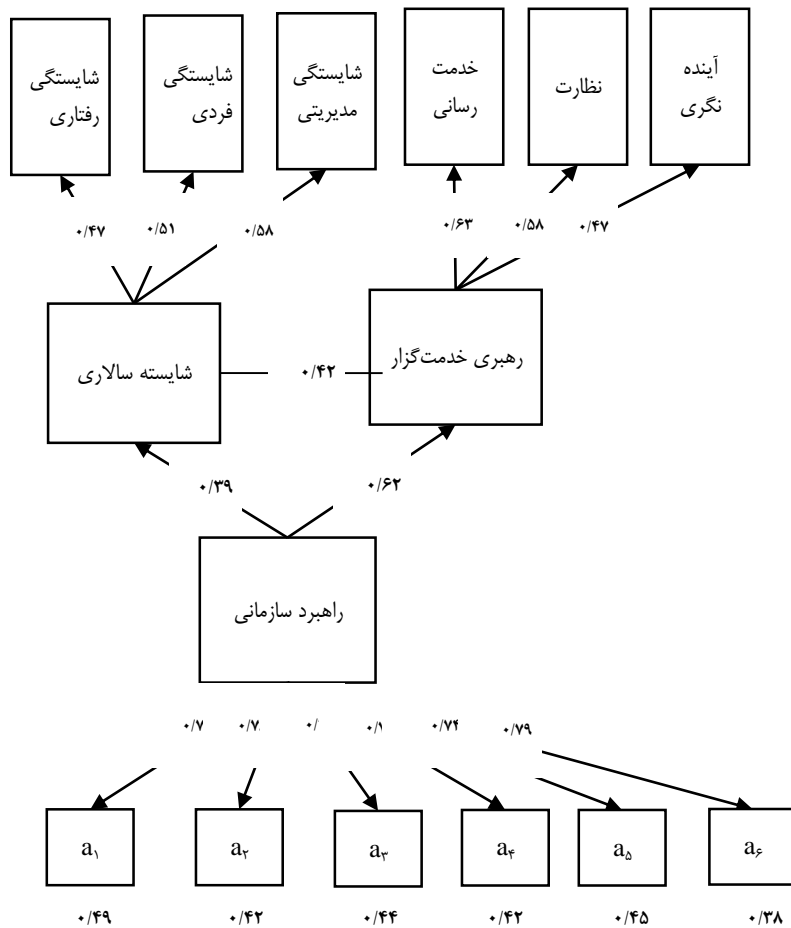 شایستگی
رفتاری
شایستگی
فردی
شایستگی
مدیریتی
خدمت
رسانی
نظارت
آینده
نگری
۰/۴۷
۰/۵۱
۰/۵۸
۰/۶۳
۰/۵۸
۰/۴۷
شایسته سالاری
۰/۴۲
رهبری خدمت‌گزار
۰/۳۹
۰/۶۲
راهبرد سازمانی
۰/۷۴
۰/۷۹
a۱
a۲
a۳
a۴
a۵
a۶
۰/۴۹
۰/۴۲
۰/۴۴
۰/۴۲
۰/۴۵
۰/۳۸